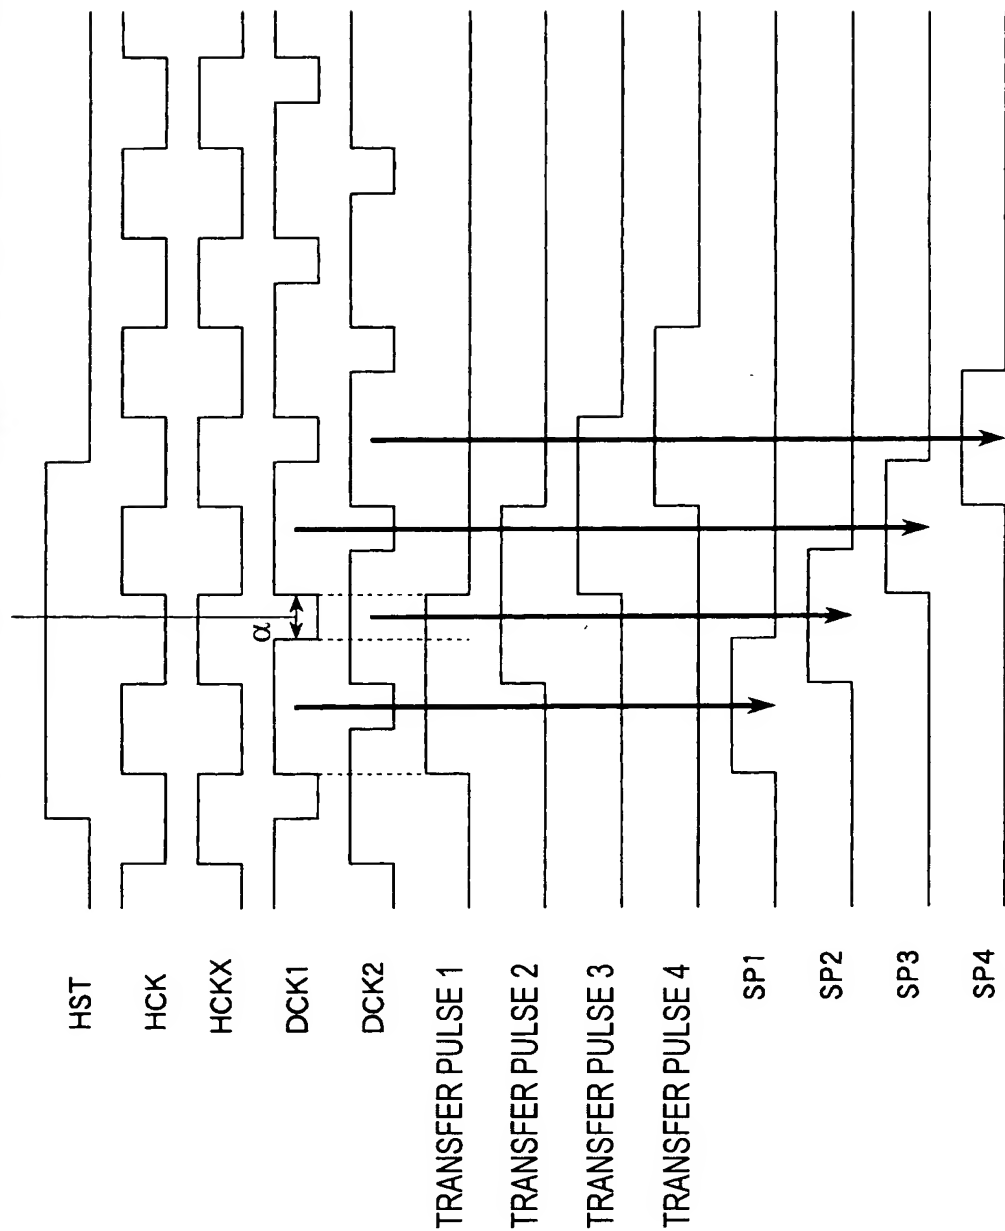 HST
HCK
HCKX
DCK1
α
DCK2
TRANSFER PULSE 1
TRANSFER PULSE 2
TRANSFER PULSE 3
TRANSFER PULSE 4
SP1
SP2
SP3
SP4